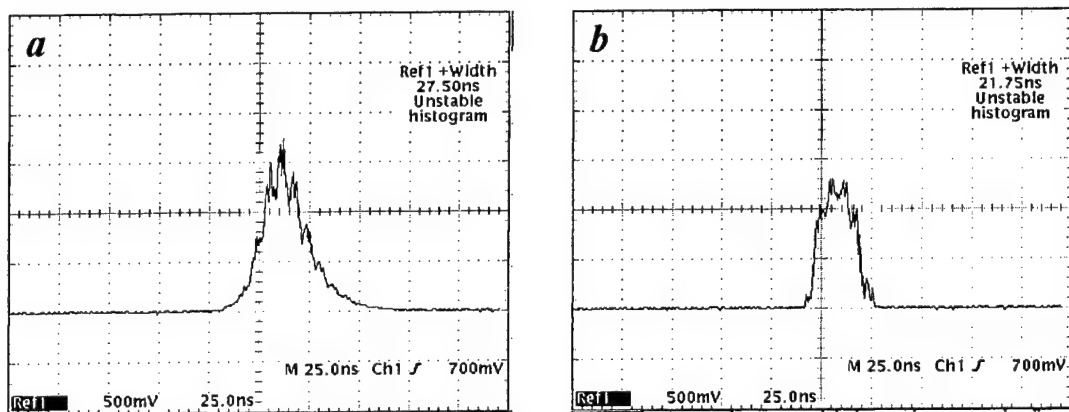 a
Ref1 +Width
27.50ns
Unstable
histogram
M 25.0ns Ch1 ƒ 700mV
Ref1 500mV 25.0ns
b
Ref1 +Width
21.75ns
Unstable
histogram
M 25.0ns Ch1 ƒ 700mV
Ref1 500mV 25.0ns